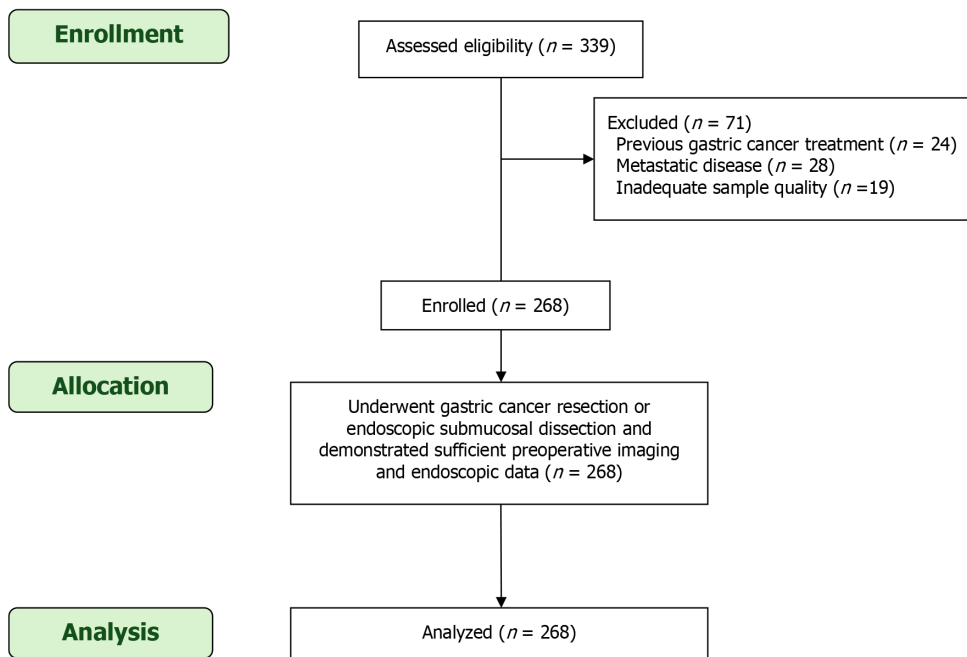 Enrollment
Assessed eligibility (n = 339)
Excluded (n = 71)
Previous gastric cancer treatment (n = 24)
Metastatic disease (n = 28)
Inadequate sample quality (n =19)
Enrolled (n = 268)
Allocation
Underwent gastric cancer resection or
endoscopic submucosal dissection and
demonstrated sufficient preoperative imaging
and endoscopic data (n = 268)
Analysis
Analyzed (n = 268)